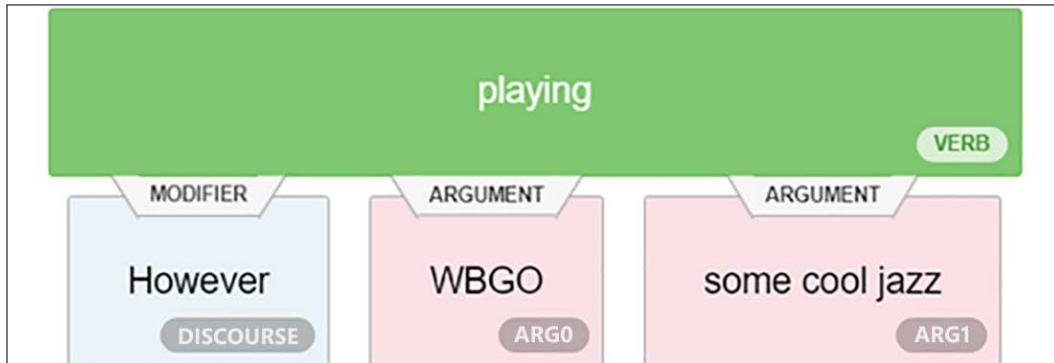 playing
VERB
MODIFIER ARGUMENT ARGUMENT
However WBGO some cool jazz
DISCOURSE ARG0 ARG1